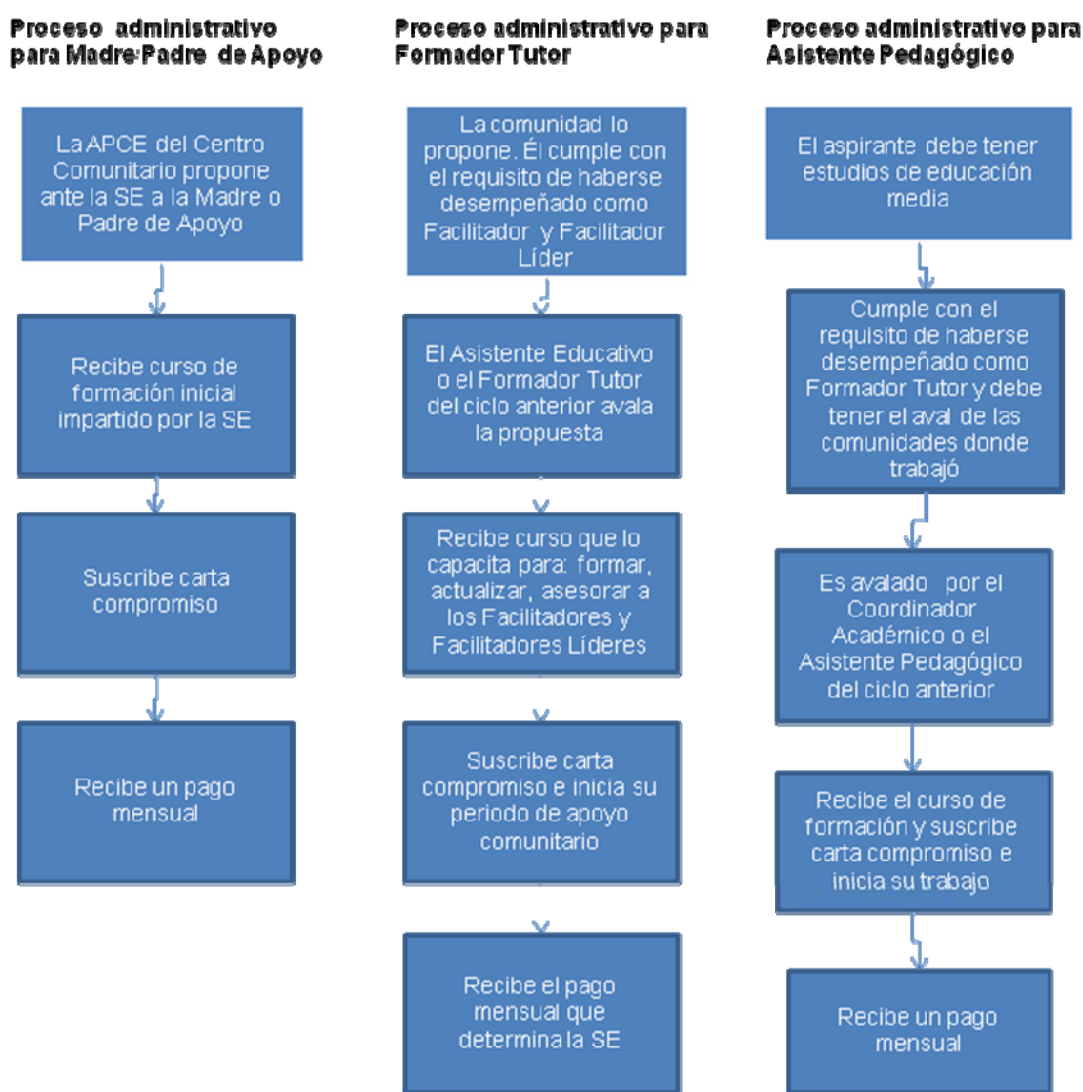 Proceso administrativo
para Madre-Padre de Apoyo
La APCE del Centro
Comunitario propone
ante la SE a la Madre o
Padre de Apoyo
Recibe curso de
formación inicial
impartido por la SE
Suscribe carta
compromiso
Recibe un pago
mensual
Proceso administrativo para
Formador Tutor
La comunidad lo
propone. Él cumple con
el requisito de haberse
desempeñado como
Facilitador y Facilitador
Líder
El Asistente Educativo
o el Formador Tutor
del ciclo anterior avala
la propuesta
Recibe curso que lo
capacita para: formar,
actualizar, asesorar a
los Facilitadores y
Facilitadores Líderes
Suscribe carta
compromiso e inicia su
periodo de apoyo
comunitario
Recibe el pago
mensual que
determina la SE
Proceso administrativo para
Asistente Pedagógico
El aspirante debe tener
estudios de educación
media
Cumple con el
requisito de haberse
desempeñado como
Formador Tutor y debe
tener el aval de las
comunidades donde
trabajó
Es avalado por el
Coordinador
Académico o el
Asistente Pedagógico
del ciclo anterior
Recibe el curso de
formación y suscribe
carta compromiso e
inicia su trabajo
Recibe un pago
mensual